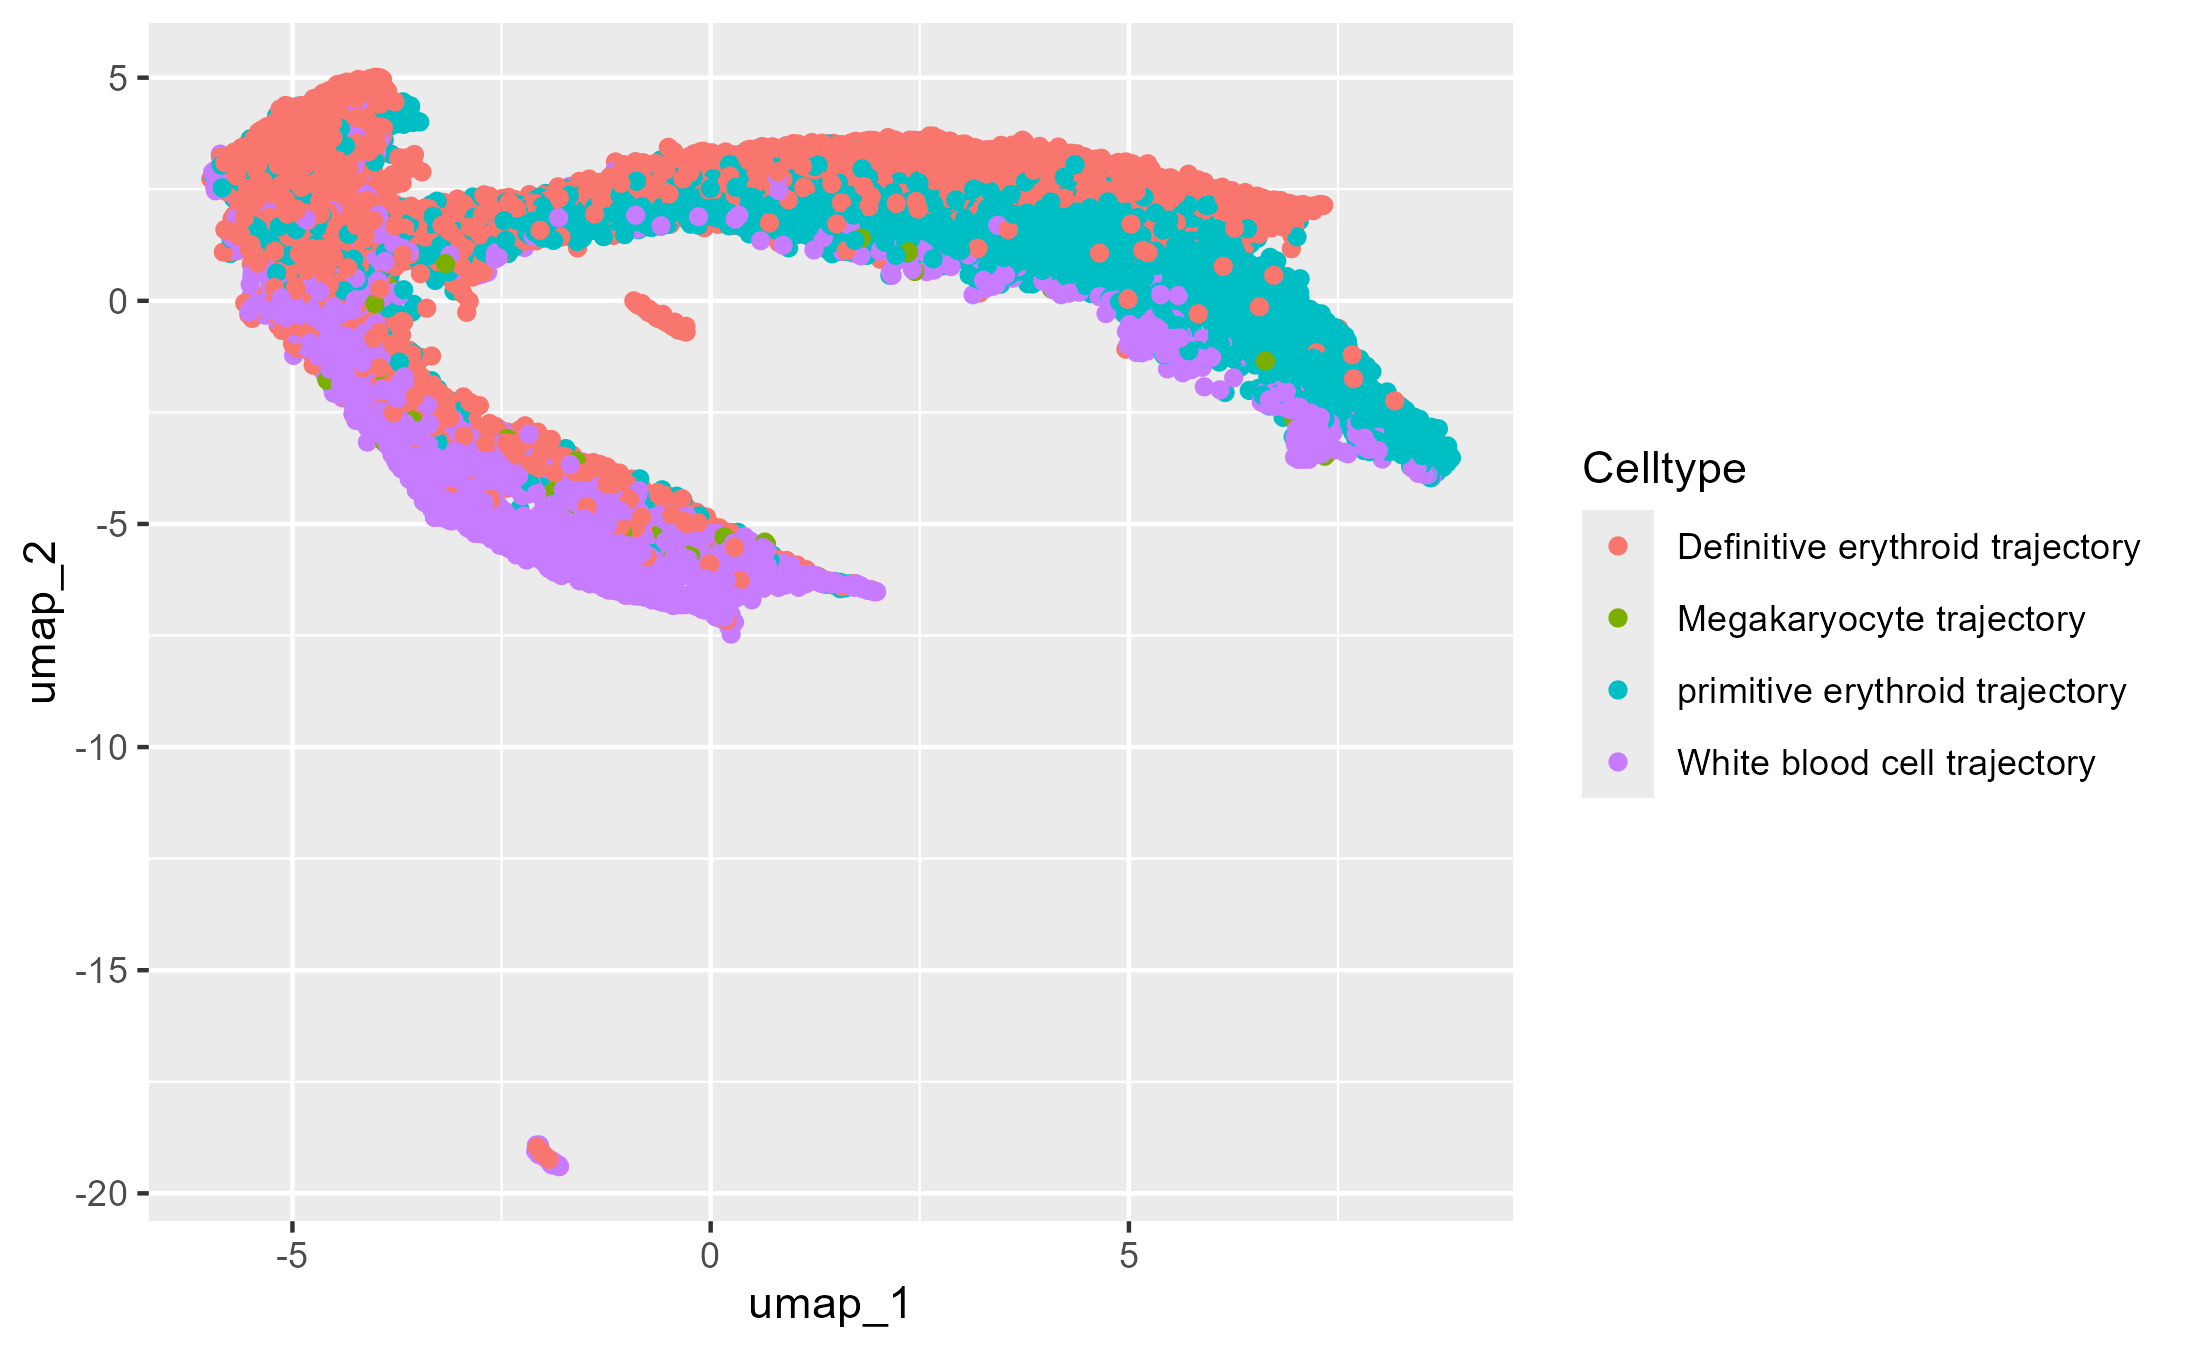 5
0
-5
-10
-15
-20
umap_2
-5
0
5
umap_1
Celltype
Definitive erythroid trajectory
Megakaryocyte trajectory
primitive erythroid trajectory
White blood cell trajectory